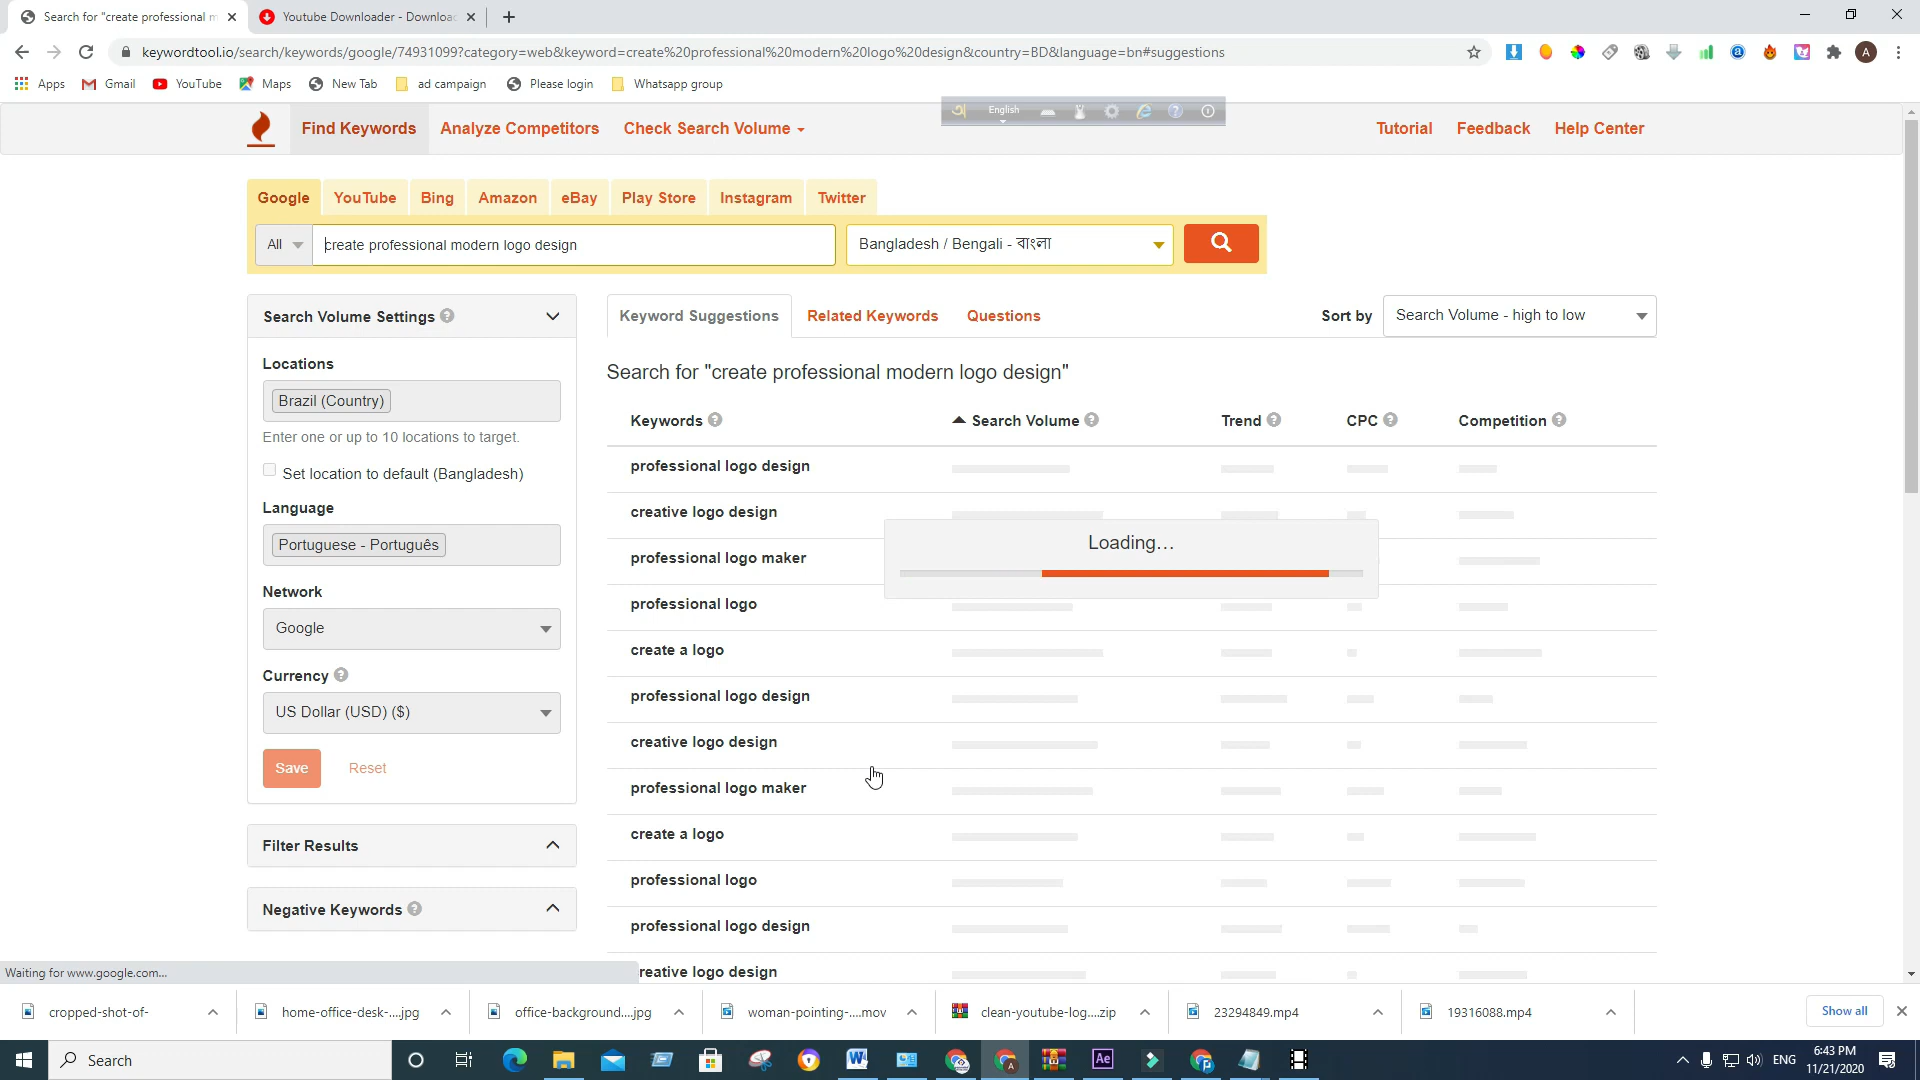 Search for "create professional m
Youtube Downloader - Downloac
keywordtool.io/search/keywords/google/74931099?category=web&keyword=create%20professional%20modern%20logo%20design&country=BD&language=bn#suggestions
A
Apps
Gmail
YouTube
Maps
New Tab
ad campaign
Please login
Whatsapp group
English
Find Keywords
Analyze Competitors
Check Search Volume
Tutorial
Feedback
Help Center
Google
YouTube
Bing
Amazon
eBay
Play Store
Instagram
Twitter
All
create professional modern logo design
Bangladesh / Bengali - বাংলা
Search Volume Settings
Locations
Brazil (Country)
Enter one or up to 10 locations to target.
Set location to default (Bangladesh)
Language
Portuguese - Português
Network
Google
Currency
US Dollar (USD) ($)
Save
Reset
Filter Results
Negative Keywords
Keyword Suggestions
Related Keywords
Questions
Sort by
Search Volume - high to low
Search for "create professional modern logo design"
Keywords
Search Volume
Trend
CPC
Competition
professional logo design
creative logo design
professional logo maker
professional logo
create a logo
professional logo design
creative logo design
professional logo maker
create a logo
professional logo
professional logo design
reative logo design
Loading...
Waiting for www.google.com...
cropped-shot-of-
home-office-desk-....jpg
office-background....jpg
woman-pointing-....mov
clean-youtube-log....zip
23294849.mp4
19316088.mp4
Show all
Search
Ae
ENG
6:43 PM
11/21/2020